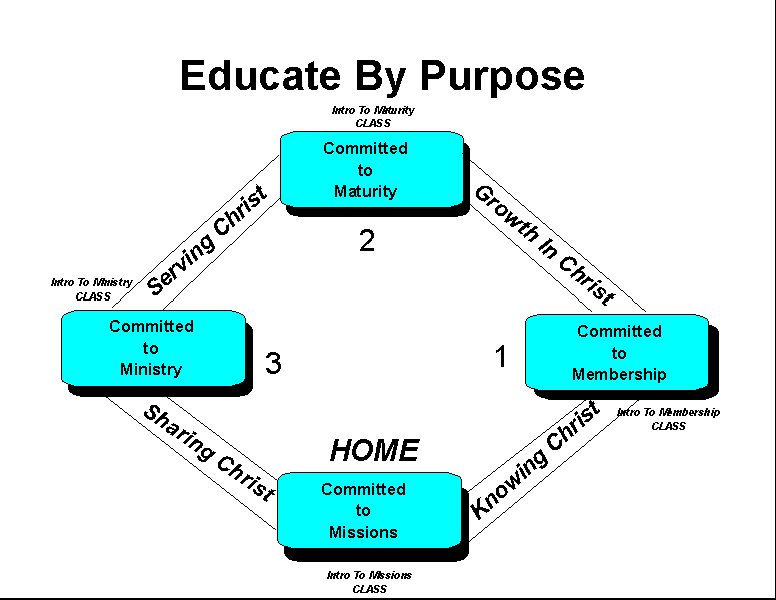 Educate By Purpose
Intro To Maturity
CLASS
Committed
to
Maturity
Serving Christ
Growth In Christ
2
Intro To Ministry
CLASS
Committed
to
Ministry
3
1
Committed
to
Membership
Intro To Membership
CLASS
Sharing Christ
Knowing Christ
HOME
Committed
to
Missions
Intro To Missions
CLASS